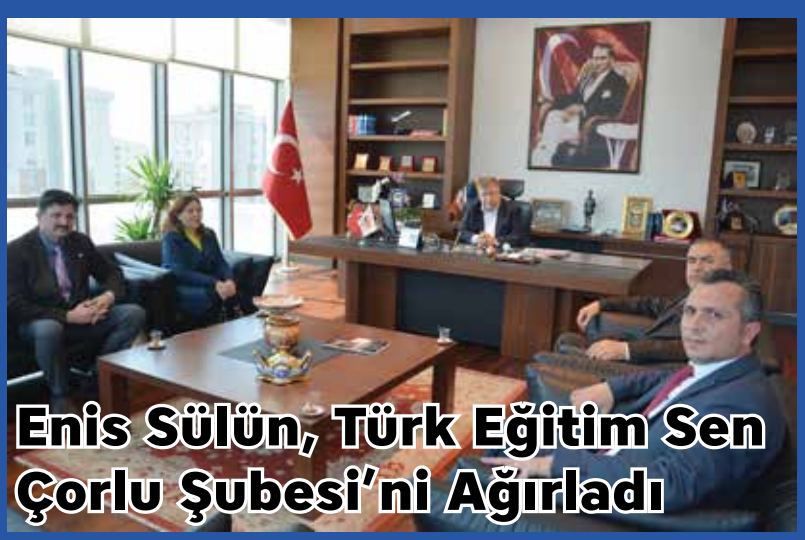 Enis Sülün, Türk Eğitim Sen
Çorlu Şubesi’ni Ağırladı